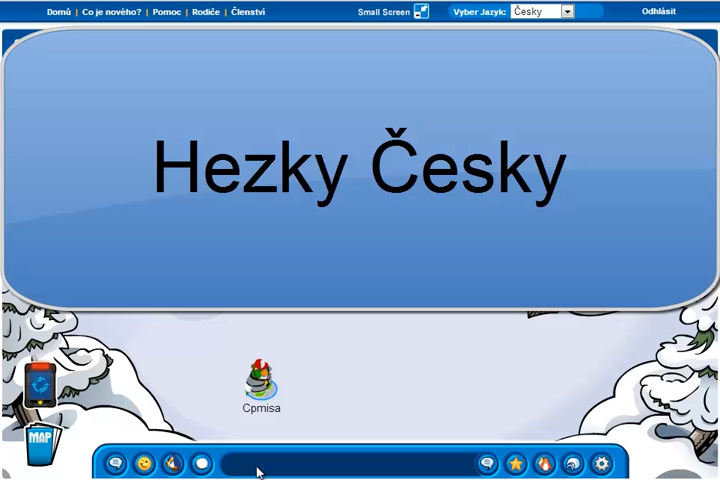 Domů | Co je nového? | Pomoc | Rodiče | Členství Small Screen Vyber Jazyk: Česky Odhlásit
Hezky Česky
Cpmisa
MAP